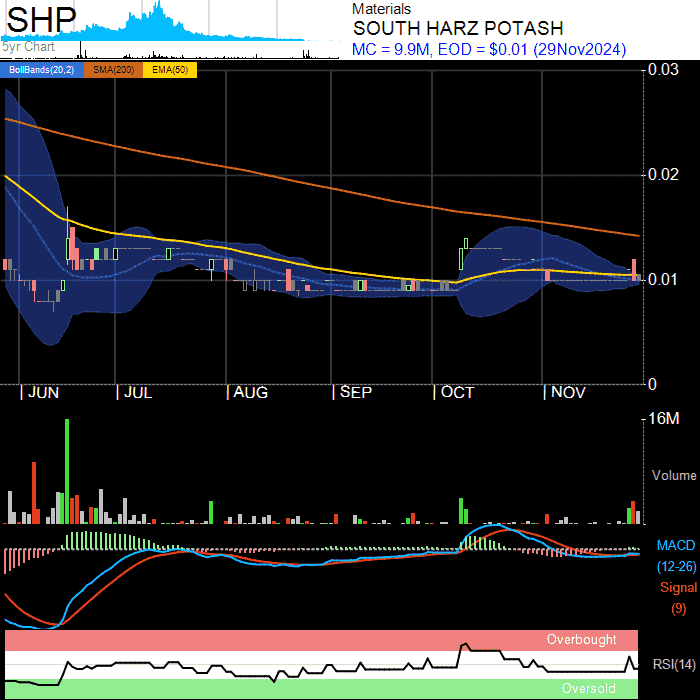 SHP
5yr Chart
Materials
SOUTH HARZ POTASH
MC = 9.9M, EOD = $0.01 (29Nov2024)
BollBands(20,2) SMA(200) EMA(50)
0.03
0.02
0.01
0
| JUN | JUL | AUG | SEP | OCT | NOV
16M
Volume
MACD
(12-26)
Signal
(9)
Overbought
RSI(14)
Oversold